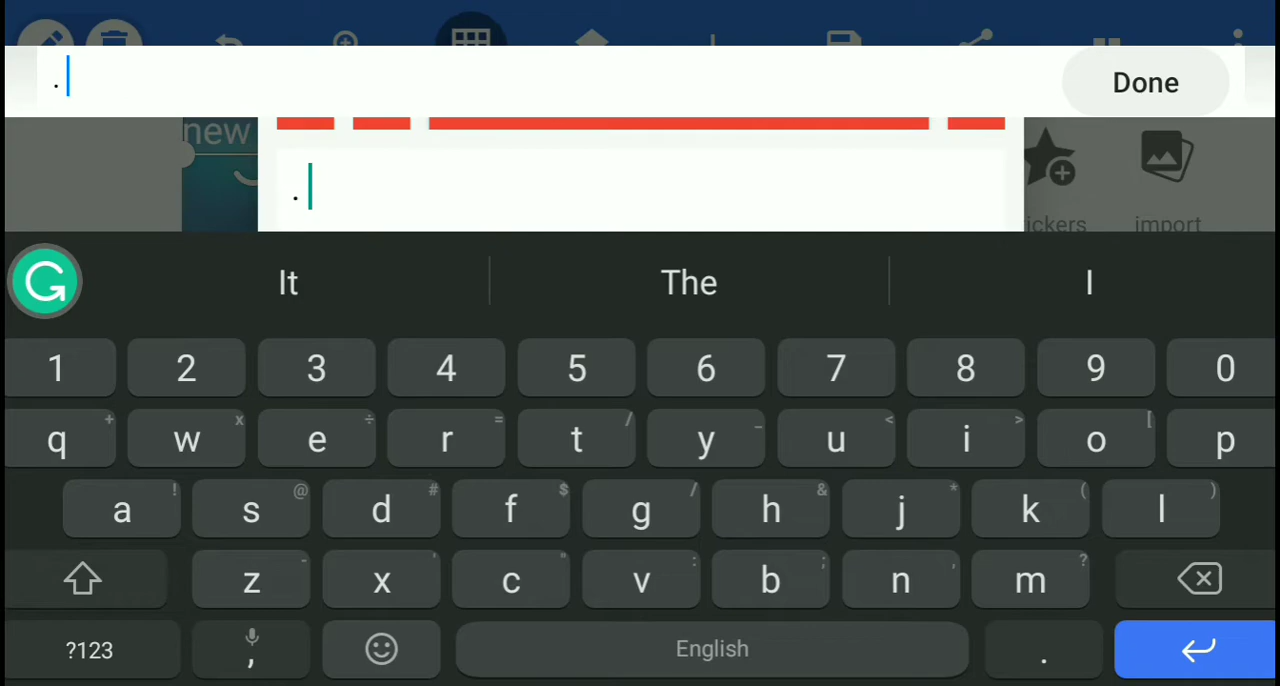 .
Done
new
.
ickers
import
It
The
I
1 2 3 4 5 6 7 8 9 0
+ x ÷ = / _ < > [
q w e r t y u i o p
! @ # $ / & * ( )
a s d f g h j k l
- ' " : ; , ?
z x c v b n m
?123 , English .